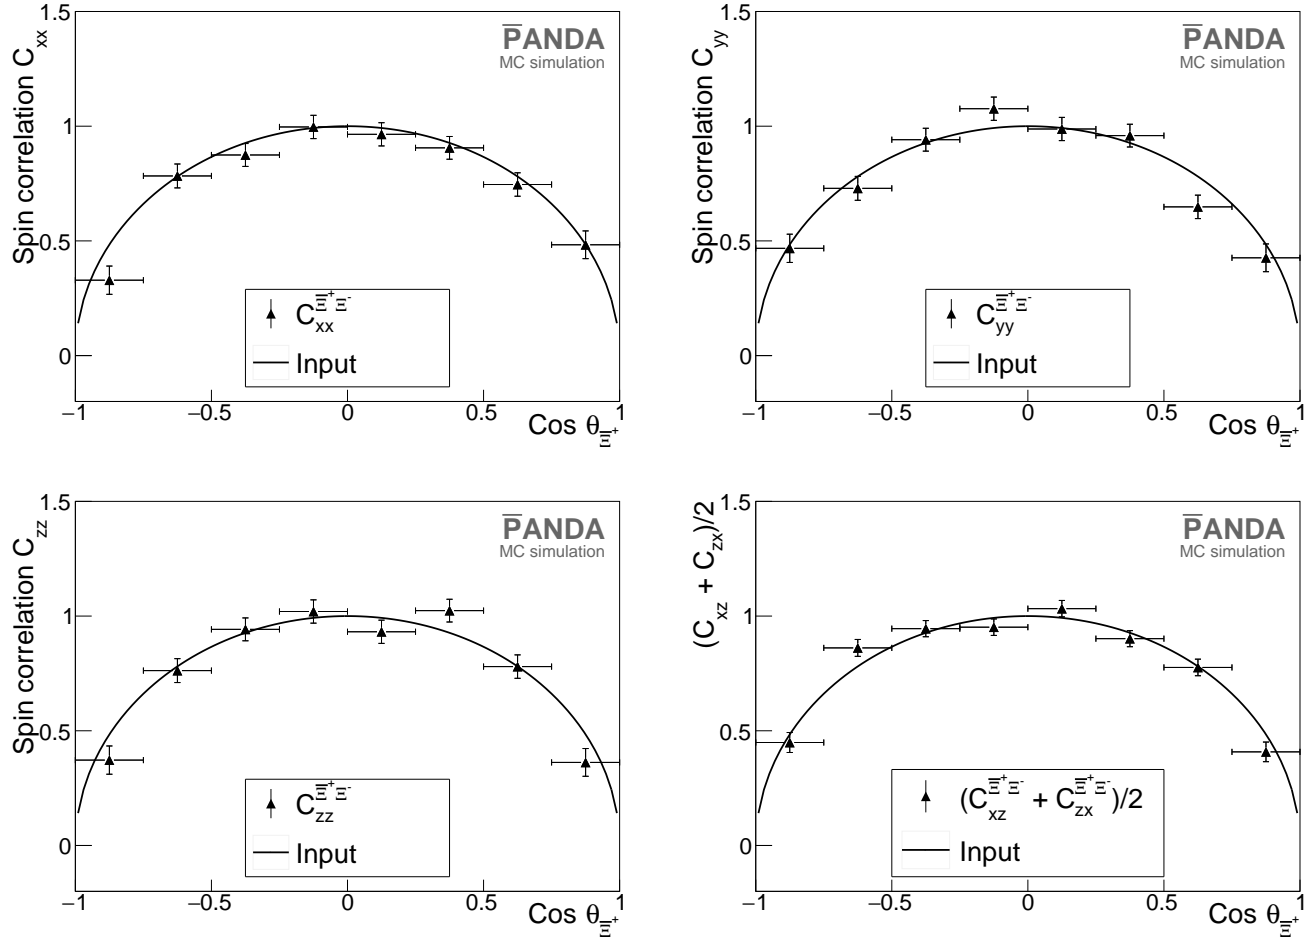 Spin correlation C_xx
1.5
1
0.5
0
P̅ANDA
MC simulation
C_xx^Ξ̅⁺Ξ⁻
Input
−1 −0.5 0 0.5 1
Cos θ_Ξ̅⁺
Spin correlation C_yy
1.5
1
0.5
0
P̅ANDA
MC simulation
C_yy^Ξ̅⁺Ξ⁻
Input
−1 −0.5 0 0.5 1
Cos θ_Ξ̅⁺
Spin correlation C_zz
1.5
1
0.5
0
P̅ANDA
MC simulation
C_zz^Ξ̅⁺Ξ⁻
Input
−1 −0.5 0 0.5 1
Cos θ_Ξ̅⁺
(C_xz + C_zx)/2
1.5
1
0.5
0
P̅ANDA
MC simulation
(C_xz^Ξ̅⁺Ξ⁻ + C_zx^Ξ̅⁺Ξ⁻)/2
Input
−1 −0.5 0 0.5 1
Cos θ_Ξ̅⁺